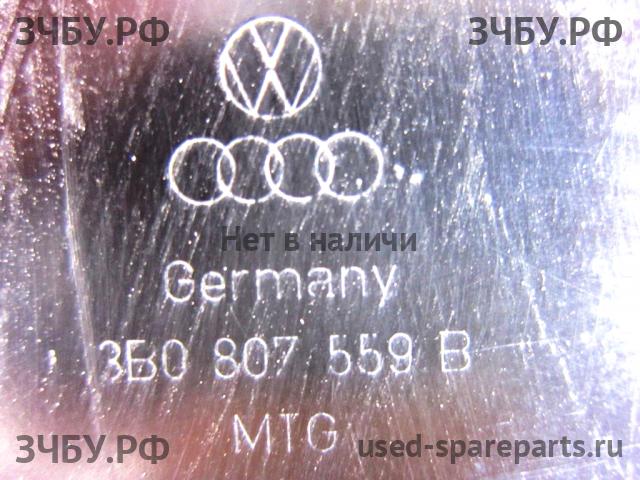 ЗЧБУ.РФ ЗЧБУ.РФ
Нет в наличи
Germany
3B0 807 559 B
MTG
ЗЧБУ.РФ used-spareparts.ru